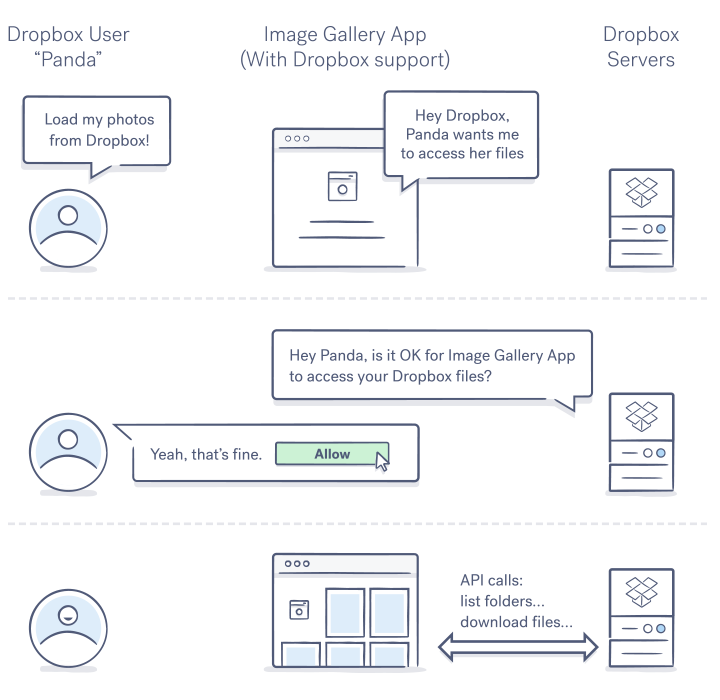 Dropbox User
“Panda”
Image Gallery App
(With Dropbox support)
Dropbox
Servers
Load my photos
from Dropbox!
Hey Dropbox,
Panda wants me
to access her files
Hey Panda, is it OK for Image Gallery App
to access your Dropbox files?
Yeah, that’s fine.
Allow
API calls:
list folders...
download files...